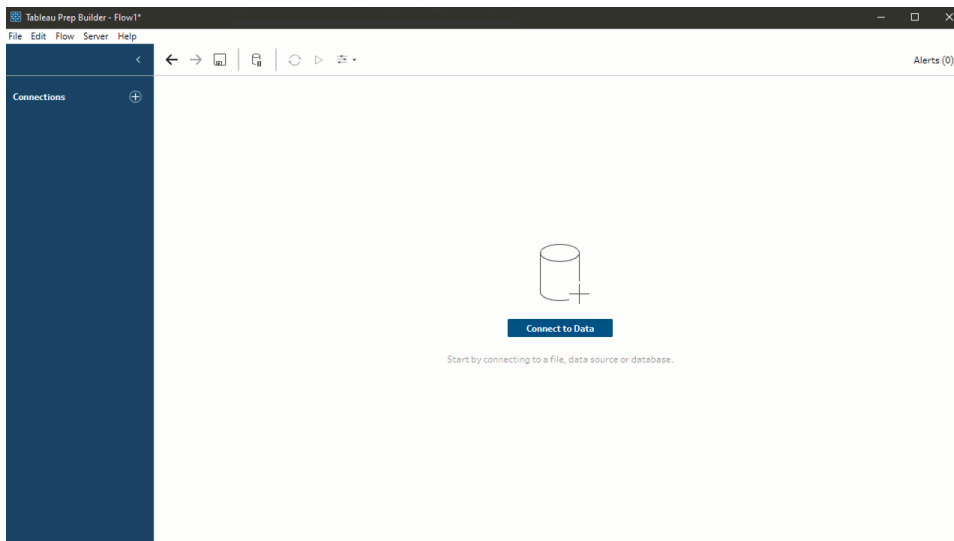 Tableau Prep Builder - Flow1*
File Edit Flow Server Help
Alerts (0)
Connections
Connect to Data
Start by connecting to a file, data source or database.